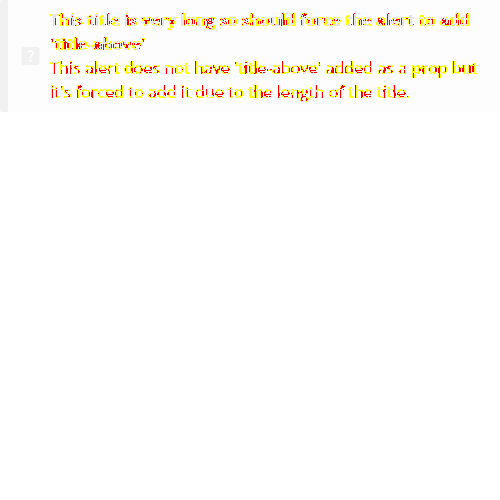 This title is very long so should force the alert to add
'title-above'
This alert does not have 'title-above' added as a prop but
it's forced to add it due to the length of the title.